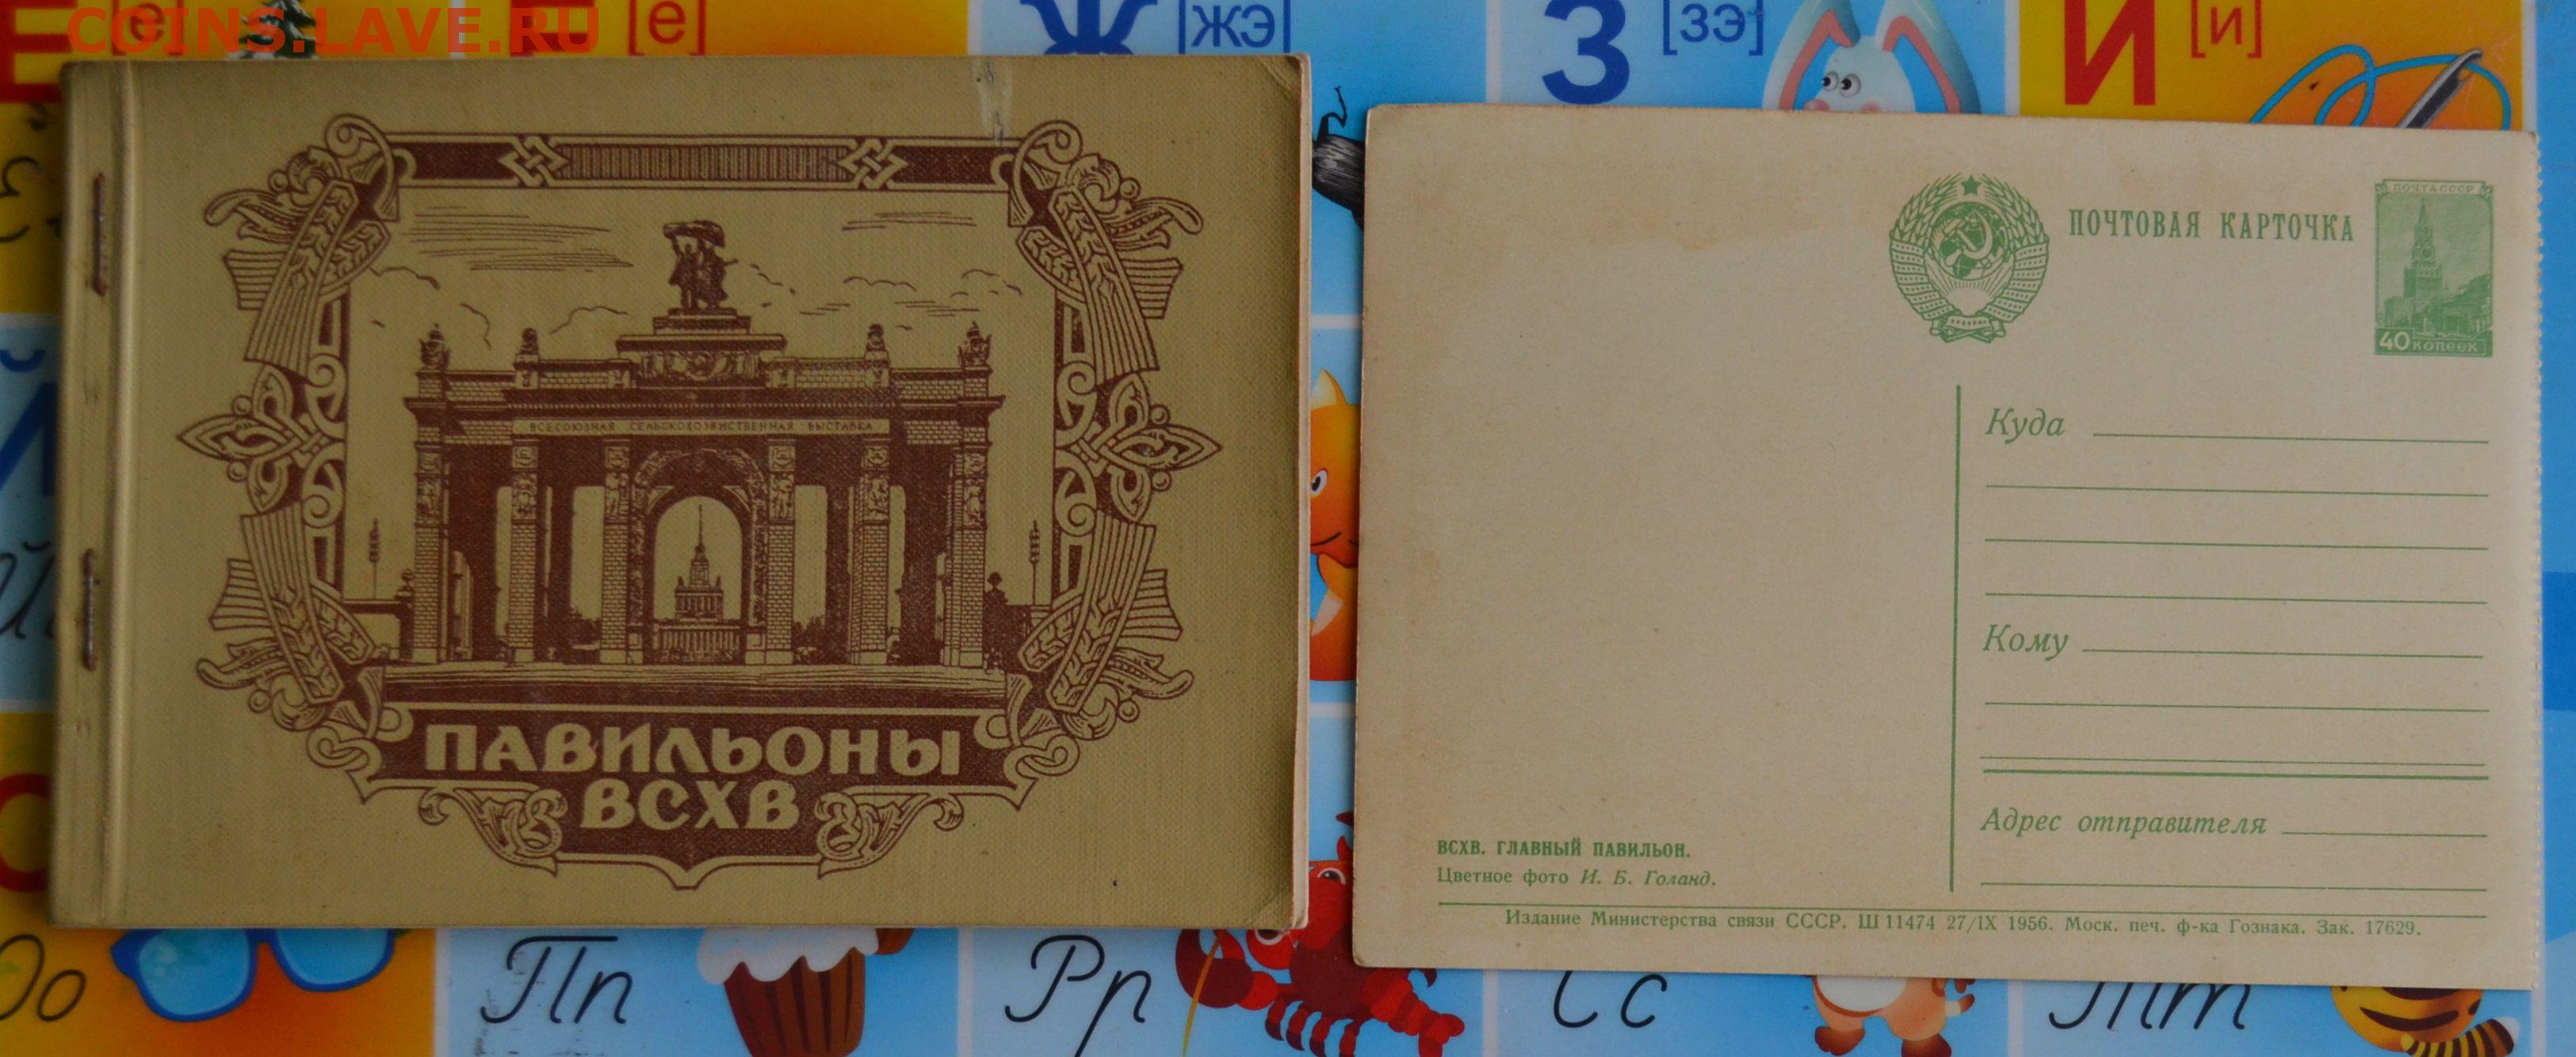 COINS.LAVE.RU
[е]
[ё]
Ж [жэ]
З [зэ]
И [и]
ВСЕСОЮЗНАЯ СЕЛЬСКОХОЗЯЙСТВЕННАЯ ВЫСТАВКА
ПАВИЛЬОНЫ
ВСХВ
ПОЧТОВАЯ КАРТОЧКА
ПОЧТА СССР
40 копеек
Куда
Кому
Адрес отправителя
ВСХВ. ГЛАВНЫЙ ПАВИЛЬОН.
Цветное фото И. Б. Голанд.
Издание Министерства связи СССР. Ш 11474 27/IX 1956. Моск. печ. ф-ка Гознака. Зак. 17629.
Й
Оо
Пп
Рр
Сс
Тт